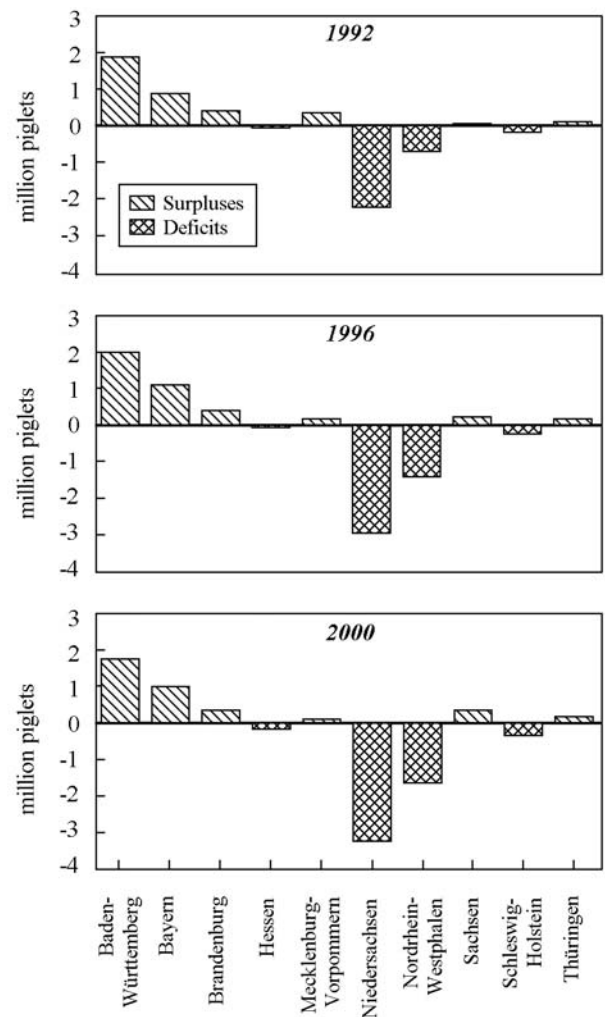 1992
3
2
1
0
-1
-2
-3
-4
million piglets
Surpluses
Deficits
1996
3
2
1
0
-1
-2
-3
-4
million piglets
2000
3
2
1
0
-1
-2
-3
-4
million piglets
Baden-
Württemberg
Bayern
Brandenburg
Hessen
Mecklenburg-
Vorpommern
Niedersachsen
Nordrhein-
Westphalen
Sachsen
Schleswig-
Holstein
Thüringen